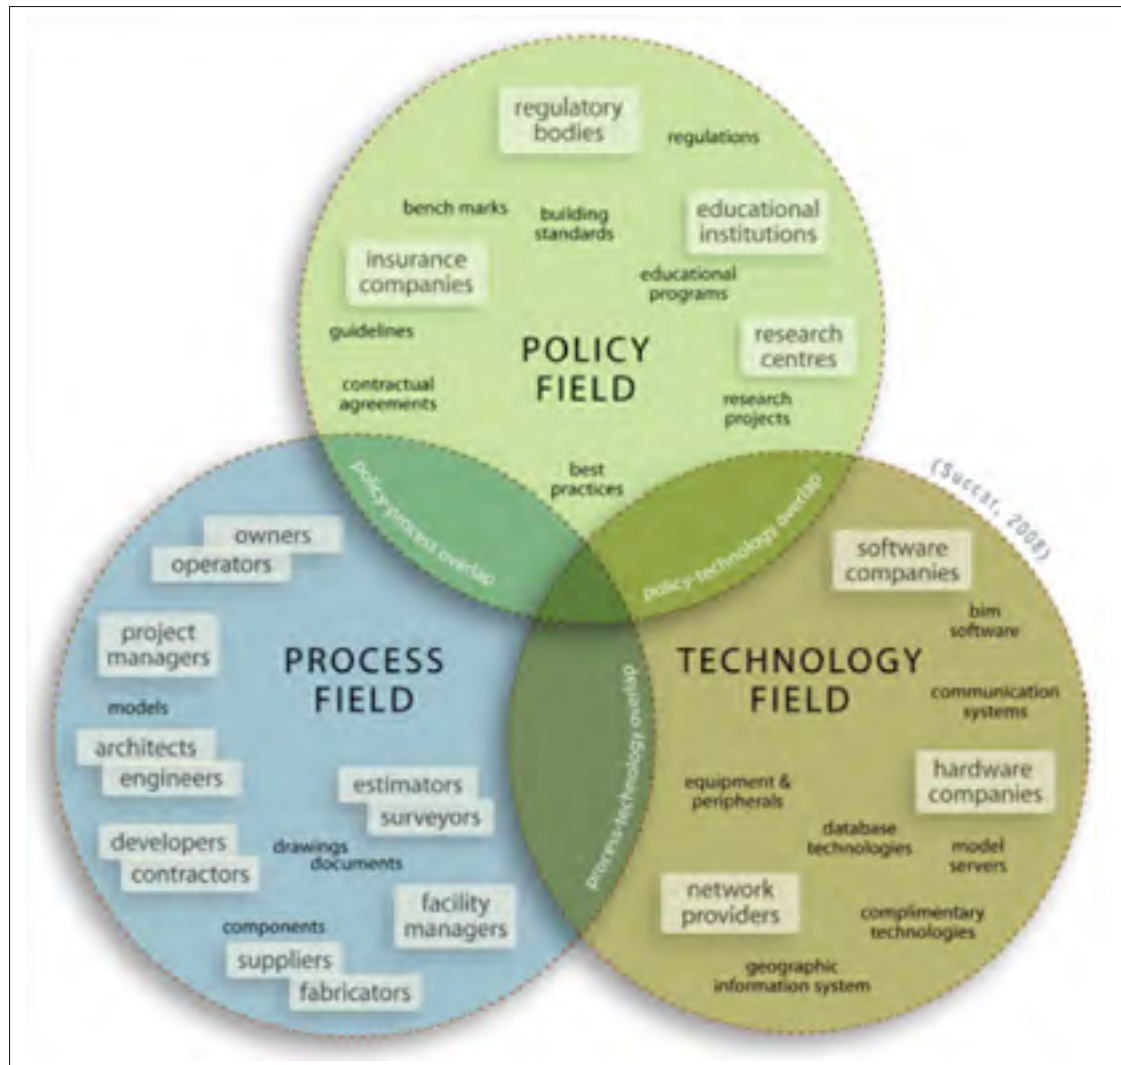 regulatory
bodies
regulations
bench marks
building
standards
educational
institutions
insurance
companies
educational
programs
guidelines
POLICY
FIELD
research
centres
contractual
agreements
research
projects
best
practices
policy-process overlap
policy-technology overlap
(Succar, 2008)
owners
operators
project
managers
PROCESS
FIELD
models
architects
engineers
estimators
surveyors
developers
contractors
drawings
documents
facility
managers
components
suppliers
fabricators
process-technology overlap
software
companies
bim
software
TECHNOLOGY
FIELD
communication
systems
equipment &
peripherals
hardware
companies
database
technologies
model
servers
network
providers
complimentary
technologies
geographic
information system